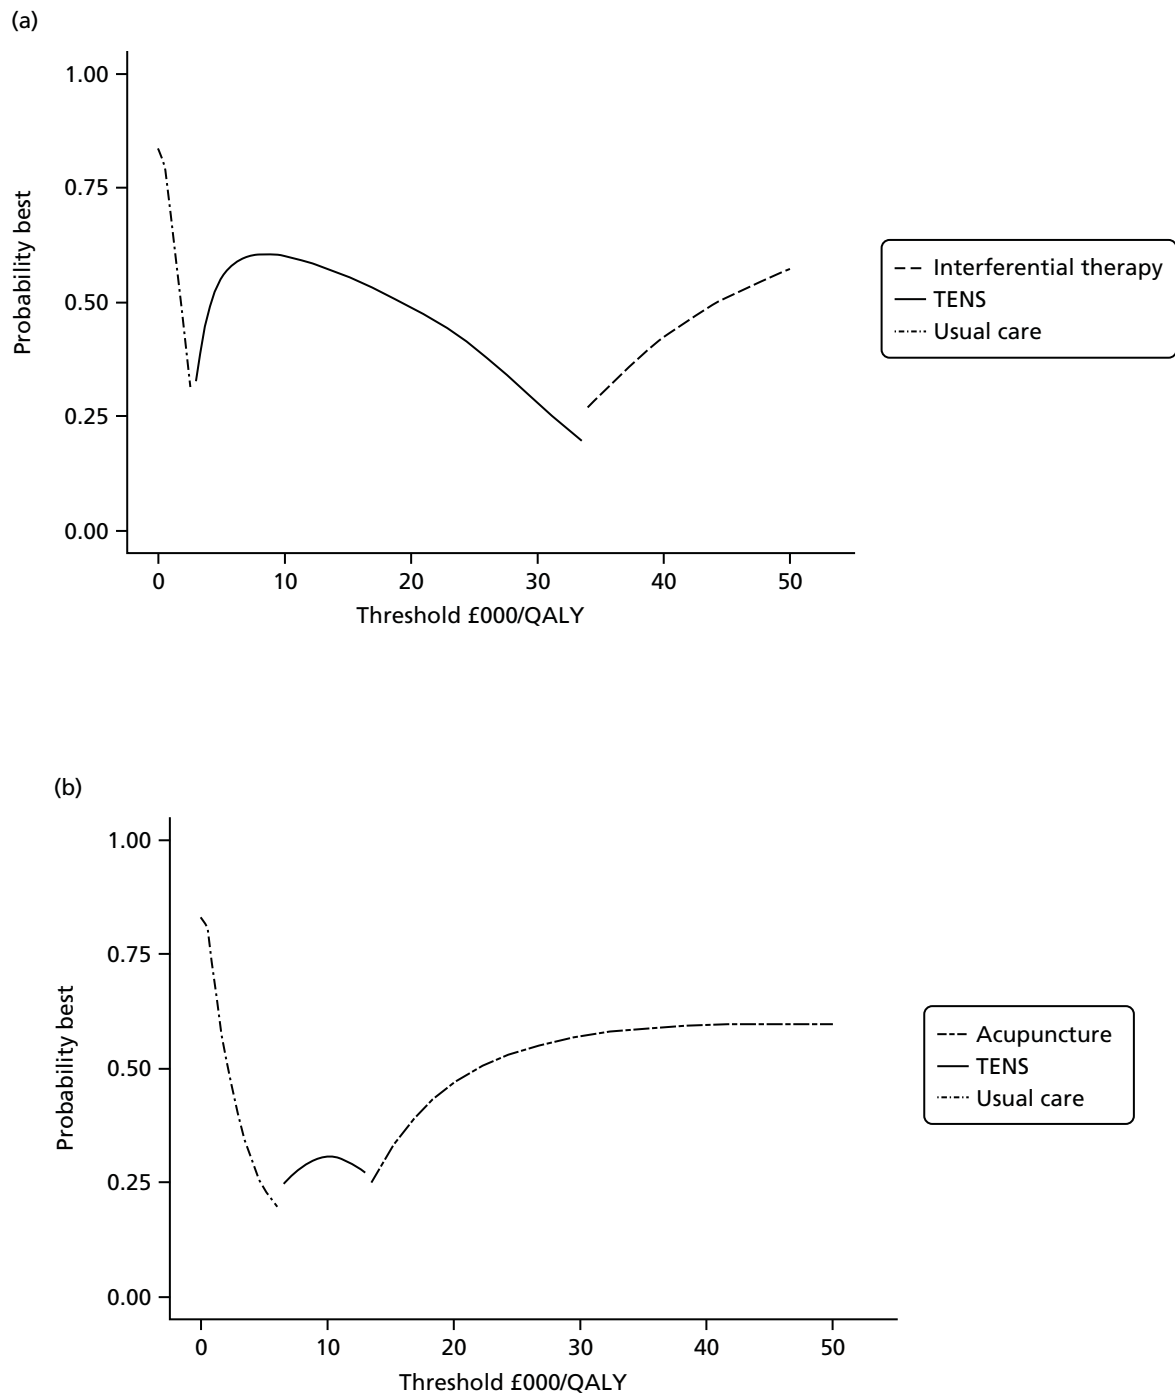 (a)
1.00
0.75
0.50
0.25
0.00
Probability best
0 10 20 30 40 50
Threshold £000/QALY
Interferential therapy
TENS
Usual care
(b)
1.00
0.75
0.50
0.25
0.00
Probability best
0 10 20 30 40 50
Threshold £000/QALY
Acupuncture
TENS
Usual care